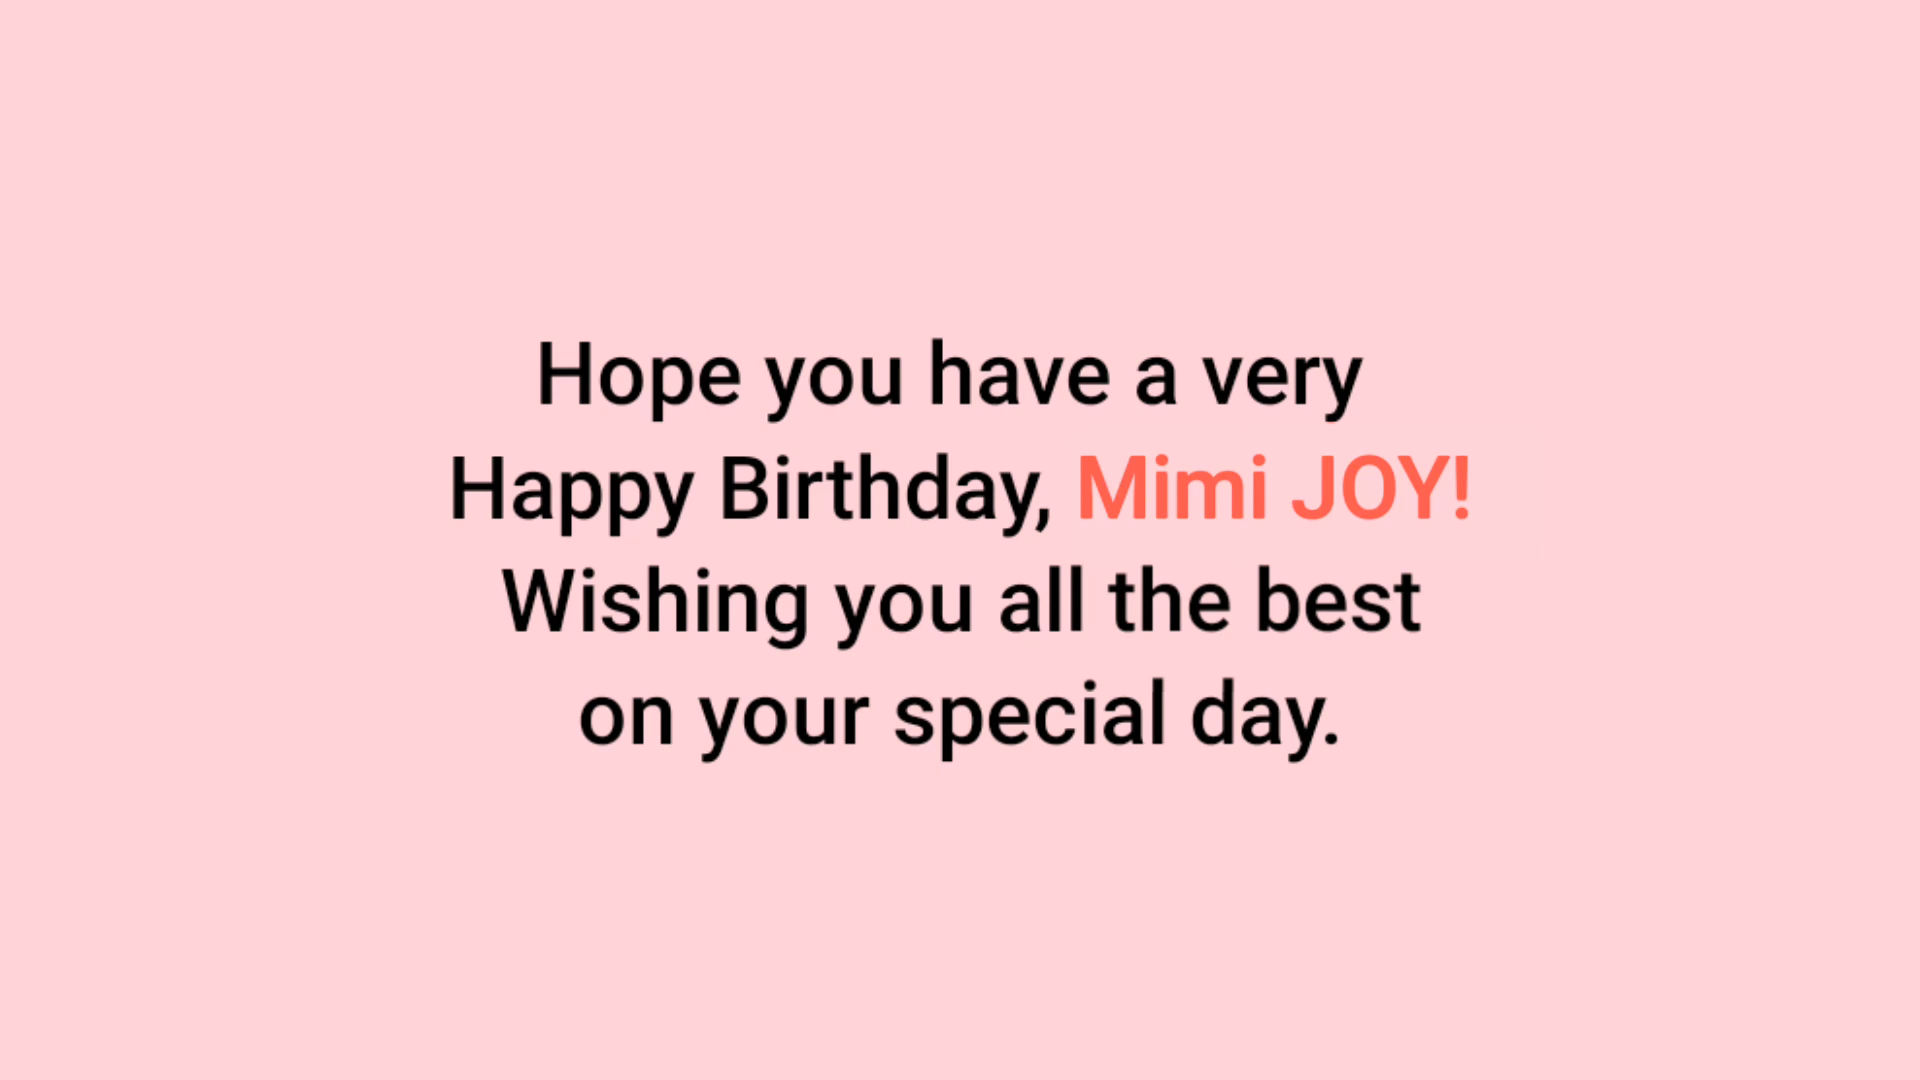 Hope you have a very
Happy Birthday, Mimi JOY!
Wishing you all the best
on your special day.